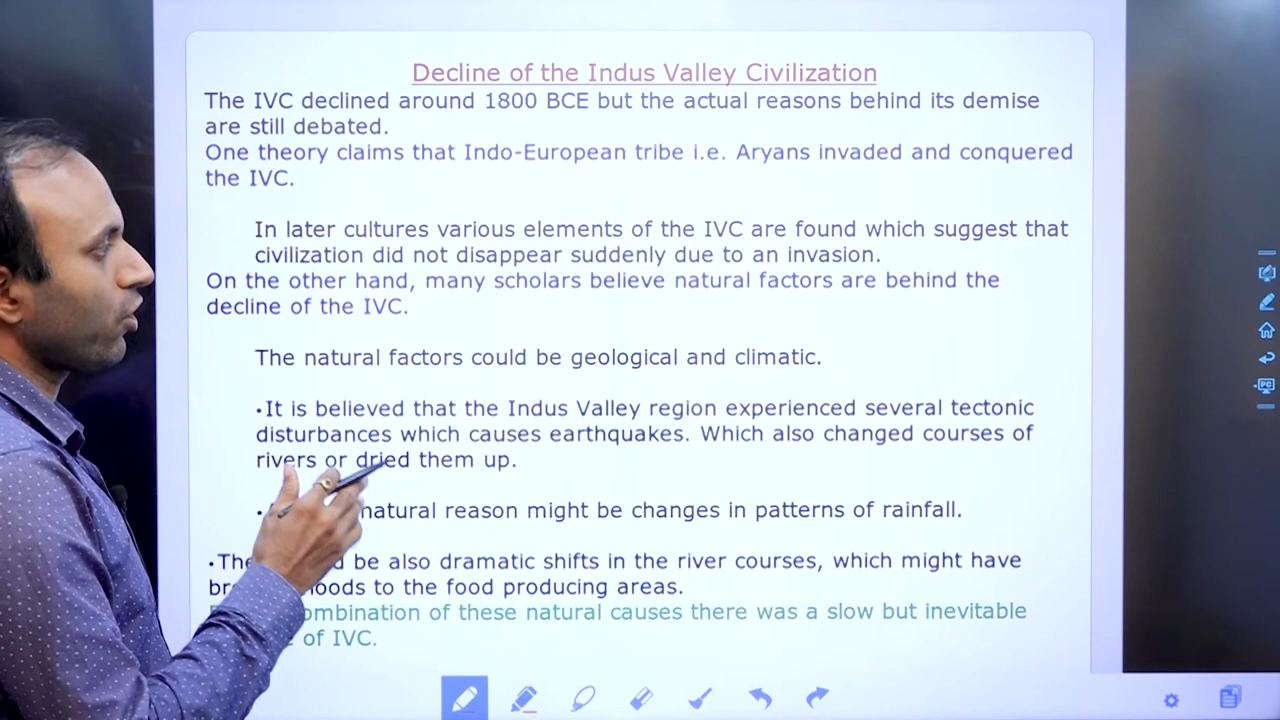 Decline of the Indus Valley Civilization
The IVC declined around 1800 BCE but the actual reasons behind its demise
are still debated.
One theory claims that Indo-European tribe i.e. Aryans invaded and conquered
the IVC.
In later cultures various elements of the IVC are found which suggest that
civilization did not disappear suddenly due to an invasion.
On the other hand, many scholars believe natural factors are behind the
decline of the IVC.
The natural factors could be geological and climatic.
•It is believed that the Indus Valley region experienced several tectonic
disturbances which causes earthquakes. Which also changed courses of
rivers or dried them up.
• natural reason might be changes in patterns of rainfall.
• be also dramatic shifts in the river courses, which might have
to the food producing areas.
of these natural causes there was a slow but inevitable
of IVC.
PC